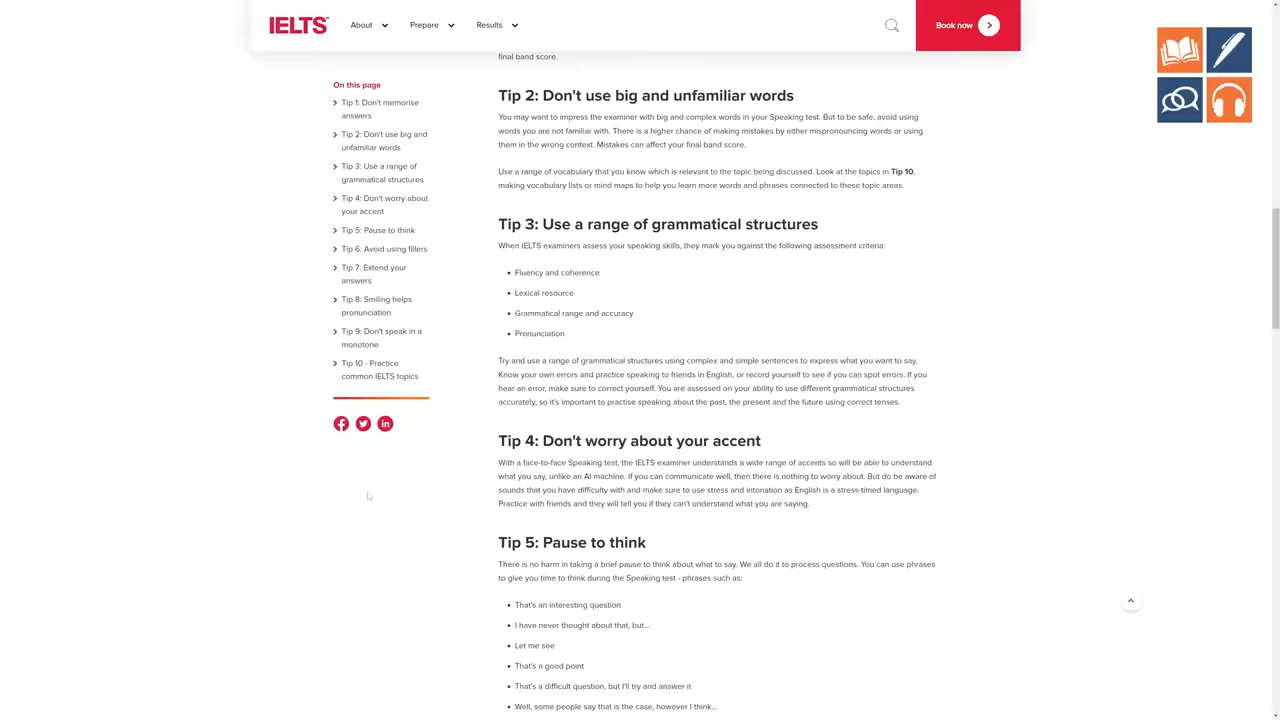 IELTS
About
Prepare
Results
Book now
final band score.
On this page
Tip 1: Don't memorise
answers
Tip 2: Don't use big and
unfamiliar words
Tip 3: Use a range of
grammatical structures
Tip 4: Don't worry about
your accent
Tip 5: Pause to think
Tip 6: Avoid using fillers
Tip 7: Extend your
answers
Tip 8: Smiling helps
pronunciation
Tip 9: Don't speak in a
monotone
Tip 10 - Practice
common IELTS topics
Tip 2: Don't use big and unfamiliar words
You may want to impress the examiner with big and complex words in your Speaking test. But to be safe. avoid using
words you are not familiar with. There is a higher chance of making mistakes by either mispronouncing words or using
them in the wrong context. Mistakes can affect your final band score.
Use a range of vocabulary that you know which is relevant to the topic being discussed. Look at the topics in Tip 10,
making vocabulary lists or mind maps to help you learn more words and phrases connected to these topic areas.
Tip 3: Use a range of grammatical structures
When IELTS examiners assess your speaking skills, they mark you against the following assessment criteria:
• Fluency and coherence
• Lexical resource
• Grammatical range and accuracy
• Pronunciation
Try and use a range of grammatical structures using complex and simple sentences to express what you want to say.
Know your own errors and practice speaking to friends in English, or record yourself to see if you can spot errors. If you
hear an error, make sure to correct yourself. You are assessed on your ability to use different grammatical structures
accurately, so it's important to practise speaking about the past, the present and the future using correct tenses.
Tip 4: Don't worry about your accent
With a face-to-face Speaking test, the IELTS examiner understands a wide range of accents so will be able to understand
what you say, unlike an AI machine. If you can communicate well, then there is nothing to worry about. But do be aware of
sounds that you have difficulty with and make sure to use stress and intonation as English is a stress-timed language.
Practice with friends and they will tell you if they can't understand what you are saying.
Tip 5: Pause to think
There is no harm in taking a brief pause to think about what to say. We all do it to process questions. You can use phrases
to give you time to think during the Speaking test - phrases such as:
• That's an interesting question
• I have never thought about that, but...
• Let me see
• That's a good point
• That's a difficult question, but I'll try and answer it
• Well, some people say that is the case, however I think...